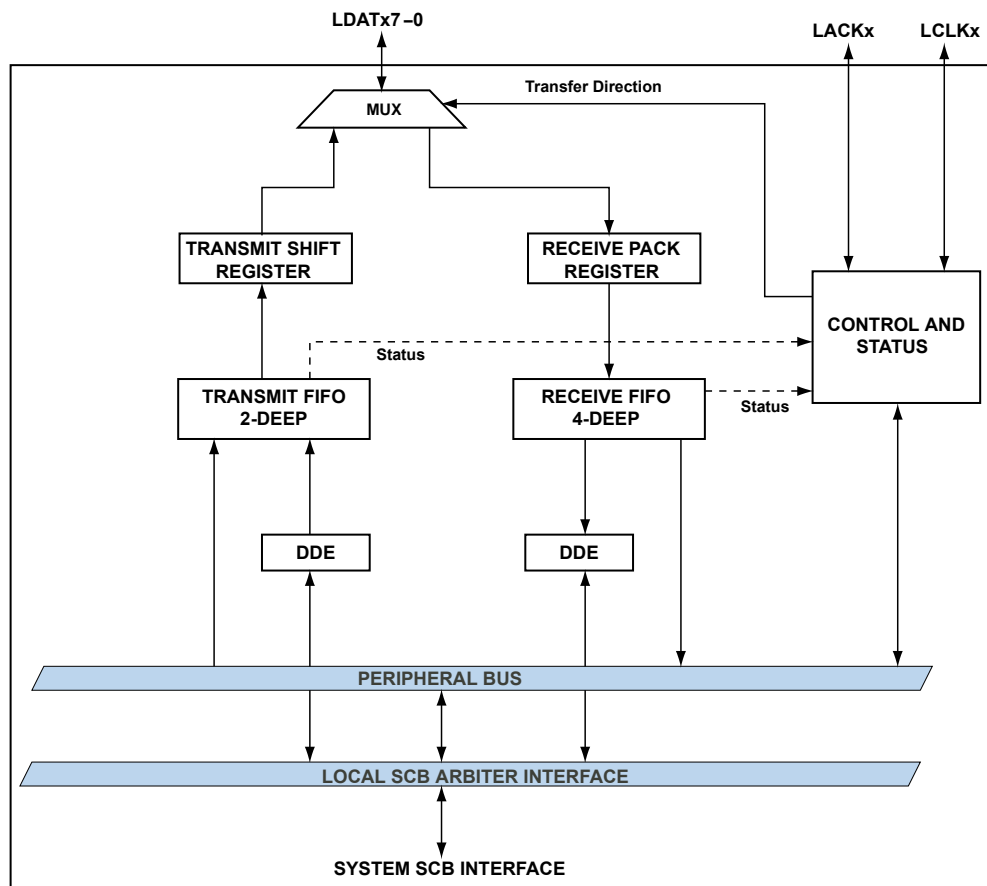 LDATx7–0
LACKx
LCLKx
Transfer Direction
MUX
TRANSMIT SHIFT
REGISTER
RECEIVE PACK
REGISTER
CONTROL AND
STATUS
Status
TRANSMIT FIFO
2-DEEP
RECEIVE FIFO
4-DEEP
Status
DDE
DDE
PERIPHERAL BUS
LOCAL SCB ARBITER INTERFACE
SYSTEM SCB INTERFACE